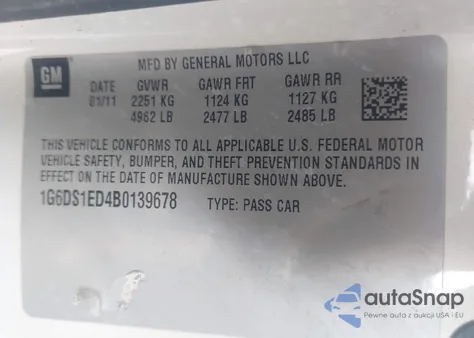 GM
MFD BY GENERAL MOTORS LLC
DATE GVWR GAWR FRT GAWR RR
01/11 2251 KG 1124 KG 1127 KG
4962 LB 2477 LB 2485 LB
THIS VEHICLE CONFORMS TO ALL APPLICABLE U.S. FEDERAL MOTOR
VEHICLE SAFETY, BUMPER, AND THEFT PREVENTION STANDARDS IN
EFFECT ON THE DATE OF MANUFACTURE SHOWN ABOVE.
1G6DS1ED4B0139678 TYPE: PASS CAR
autoSnap
Pewne auto z aukcji USA i EU